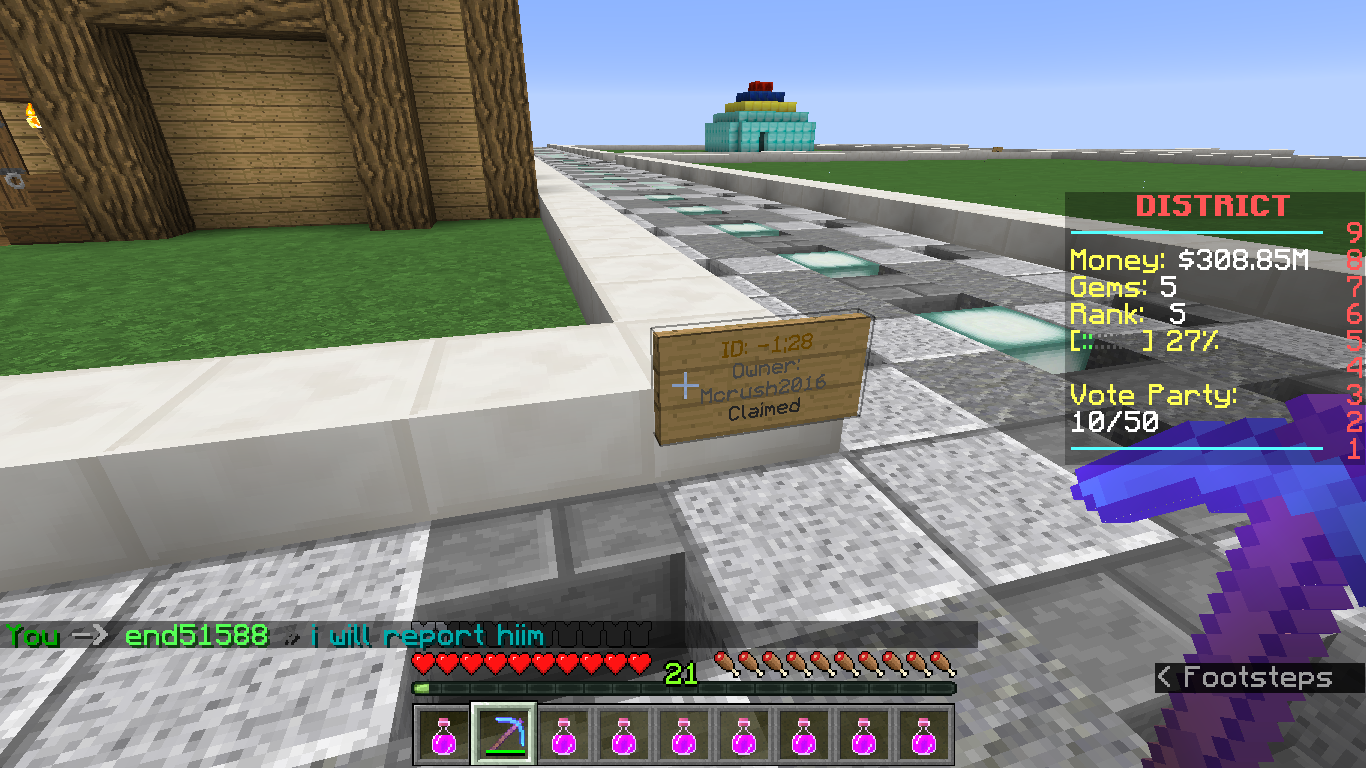 DISTRICT
9
Money: $308.85M
8
Gems: 5
7
Rank: 5
6
[::::::: ] 27%
5
4
Vote Party:
3
10/50
2
1
ID: -1;28
Owner:
Mcrush2016
Claimed
You -> end51588 : i will report hiim
21
< Footsteps